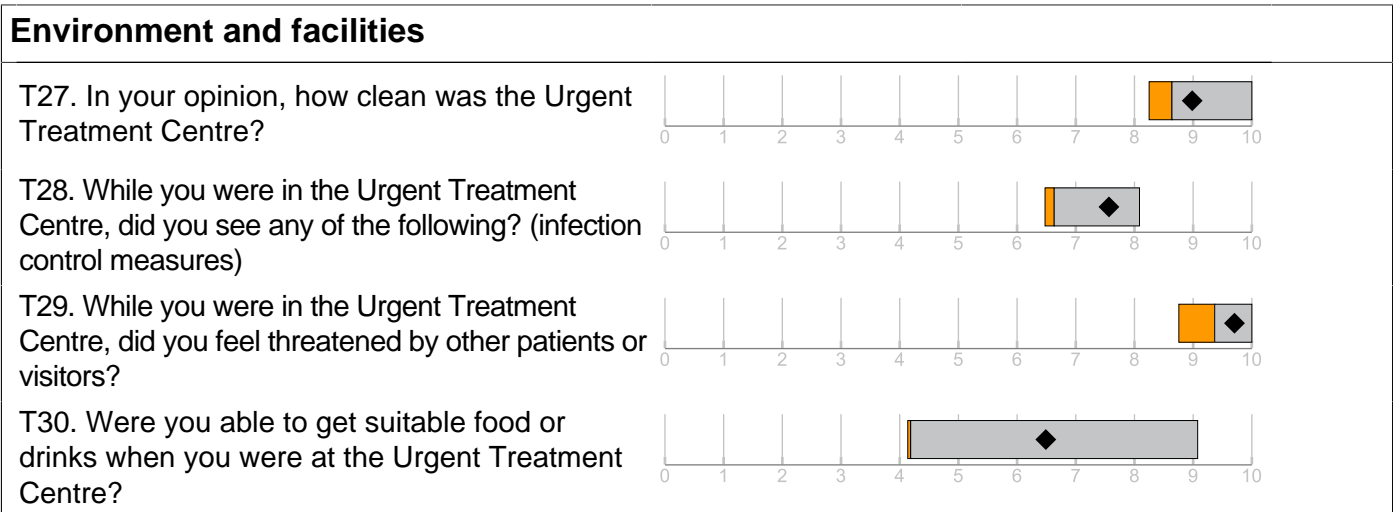 Environment and facilities
T27. In your opinion, how clean was the Urgent
Treatment Centre?
0 1 2 3 4 5 6 7 8 9 10
T28. While you were in the Urgent Treatment
Centre, did you see any of the following? (infection
control measures)
0 1 2 3 4 5 6 7 8 9 10
T29. While you were in the Urgent Treatment
Centre, did you feel threatened by other patients or
visitors?
0 1 2 3 4 5 6 7 8 9 10
T30. Were you able to get suitable food or
drinks when you were at the Urgent Treatment
Centre?
0 1 2 3 4 5 6 7 8 9 10